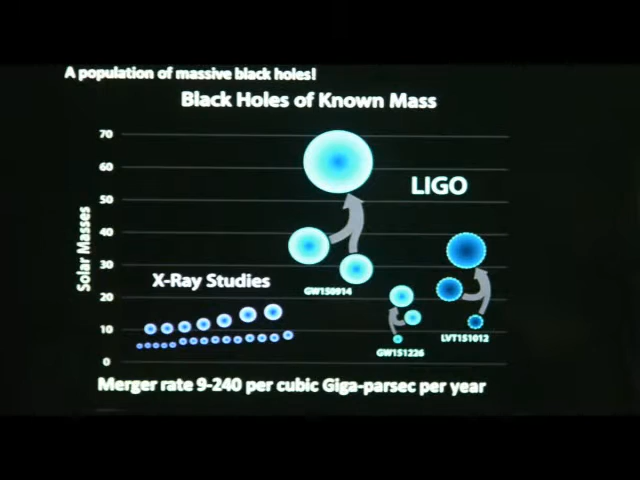 A population of massive black holes!
Black Holes of Known Mass
70
60
50
40
30
20
10
0
Solar Masses
LIGO
X-Ray Studies
GW150914
GW151226
LVT151012
Merger rate 9-240 per cubic Giga-parsec per year